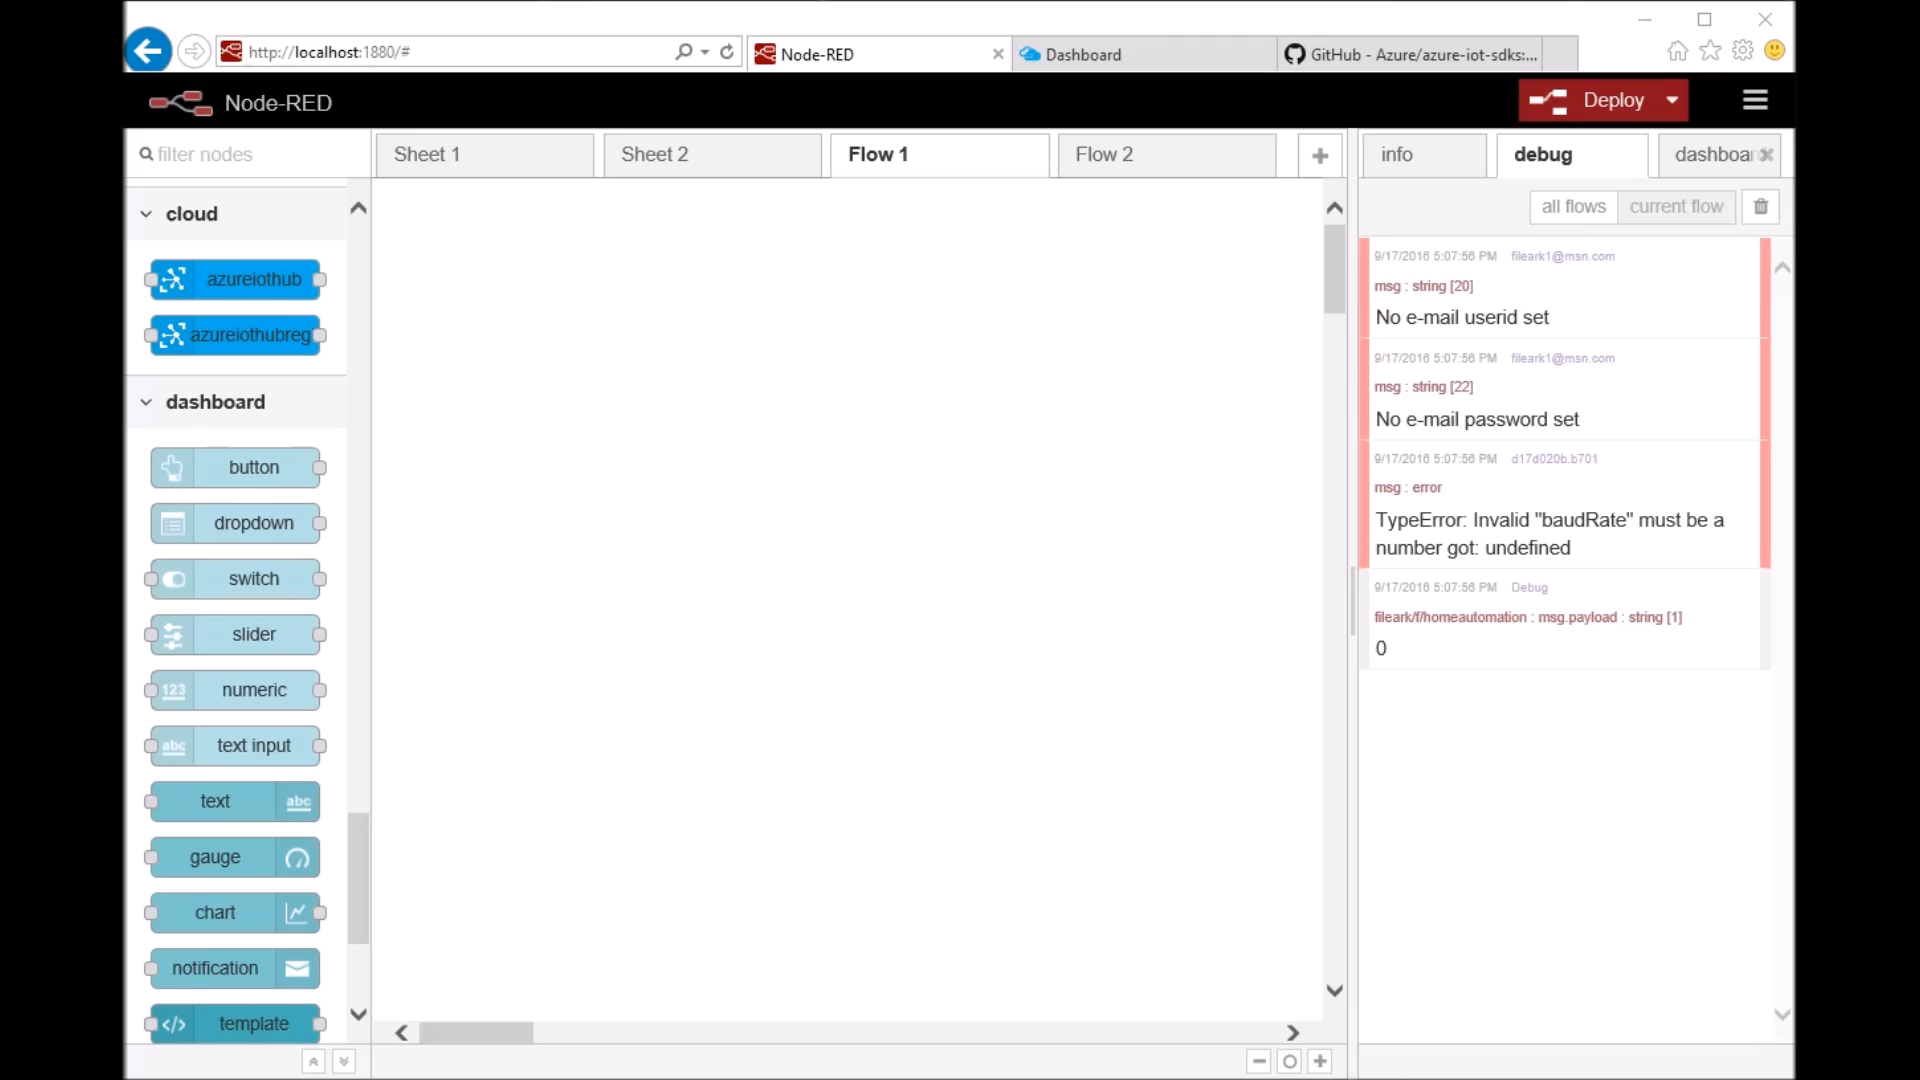 http://localhost:1880/#
Node-RED
Dashboard
GitHub - Azure/azure-iot-sdks:...
Node-RED
Deploy
filter nodes
Sheet 1
Sheet 2
Flow 1
Flow 2
info
debug
dashboar
all flows
current flow
cloud
azureiothub
azureiothubreg
dashboard
button
dropdown
switch
slider
123
numeric
abc
text input
text
abc
gauge
chart
notification
</>
template
9/17/2016 5:07:56 PM fileark1@msn.com
msg : string [20]
No e-mail userid set
9/17/2016 5:07:56 PM fileark1@msn.com
msg : string [22]
No e-mail password set
9/17/2016 5:07:56 PM d17d020b.b701
msg : error
TypeError: Invalid "baudRate" must be a
number got: undefined
9/17/2016 5:07:56 PM Debug
fileark/f/homeautomation : msg.payload : string [1]
0